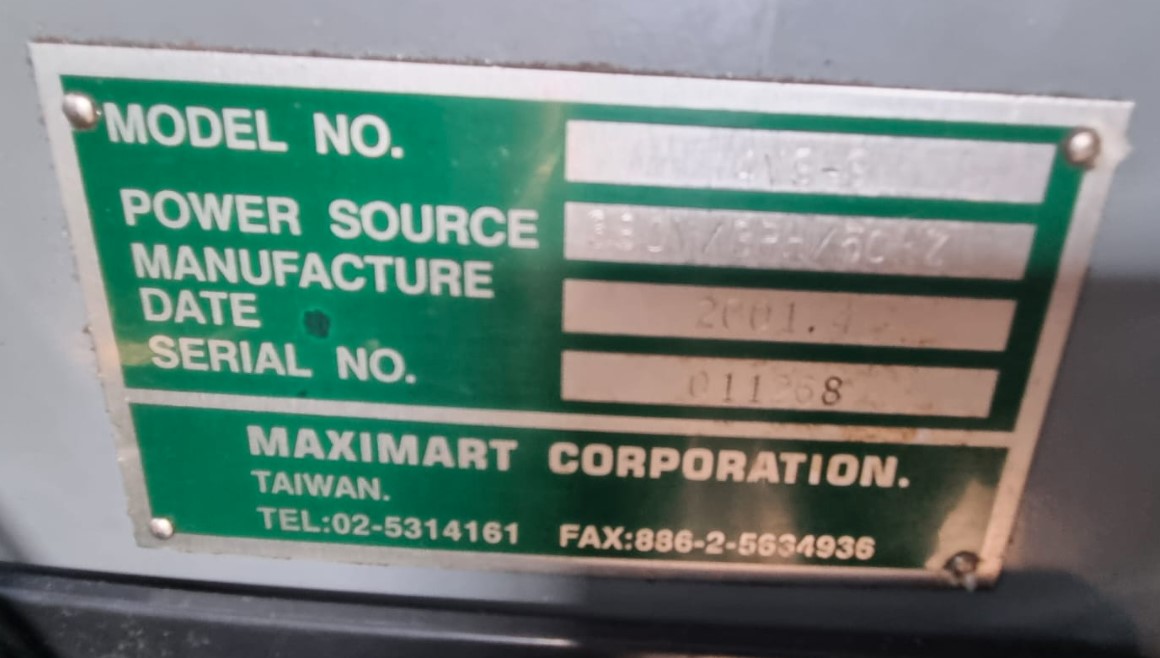 MODEL NO.
POWER SOURCE
MANUFACTURE
DATE
SERIAL NO.
MAXIMART CORPORATION.
TAIWAN.
TEL:02-5314161 FAX:886-2-5634936